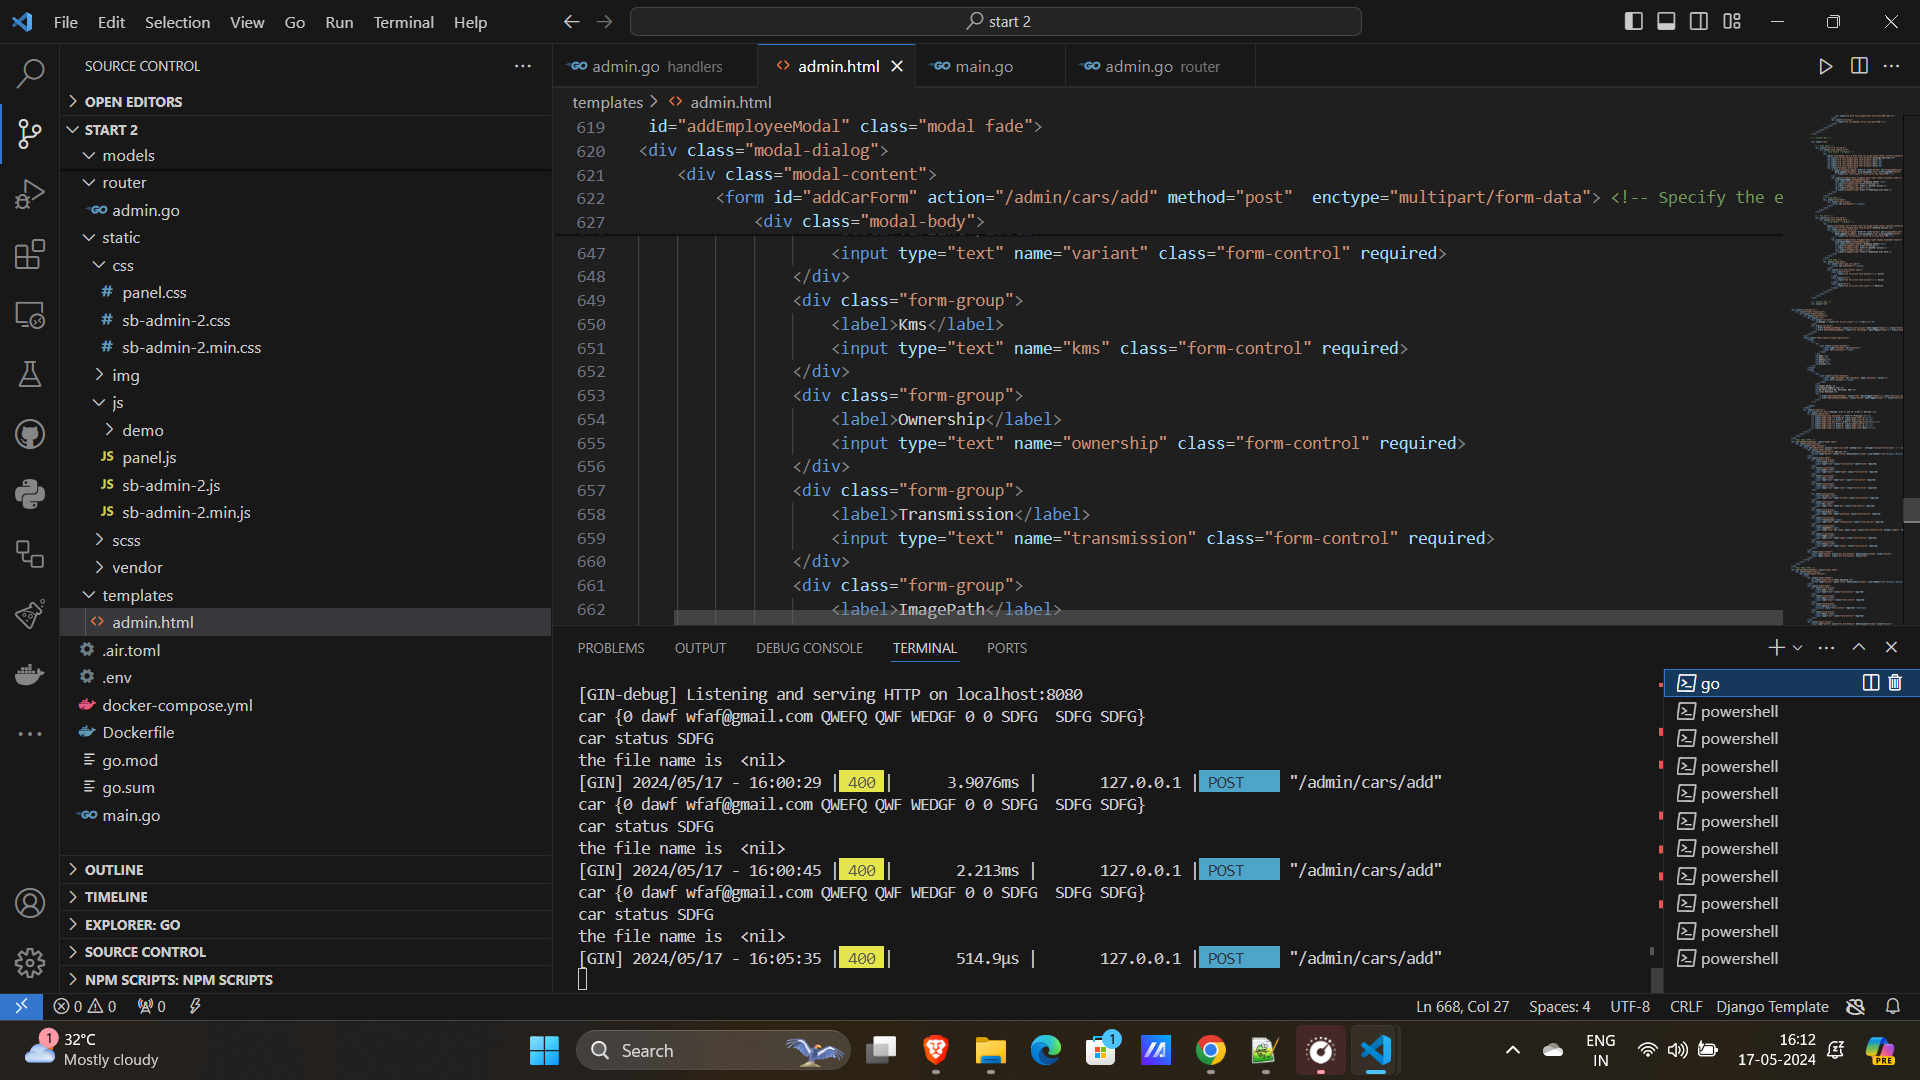 File Edit Selection View Go Run Terminal Help
start 2
SOURCE CONTROL
OPEN EDITORS
START 2
models
router
admin.go
static
css
panel.css
sb-admin-2.css
sb-admin-2.min.css
img
js
demo
JS panel.js
JS sb-admin-2.js
JS sb-admin-2.min.js
scss
vendor
templates
admin.html
.air.toml
.env
docker-compose.yml
Dockerfile
go.mod
go.sum
main.go
OUTLINE
TIMELINE
EXPLORER: GO
SOURCE CONTROL
NPM SCRIPTS: NPM SCRIPTS
admin.go handlers
admin.html
main.go
admin.go router
templates > admin.html
619 id="addEmployeeModal" class="modal fade">
620 <div class="modal-dialog">
621 <div class="modal-content">
622 <form id="addCarForm" action="/admin/cars/add" method="post" enctype="multipart/form-data"> <!-- Specify the e
627 <div class="modal-body">
647 <input type="text" name="variant" class="form-control" required>
648 </div>
649 <div class="form-group">
650 <label>Kms</label>
651 <input type="text" name="kms" class="form-control" required>
652 </div>
653 <div class="form-group">
654 <label>Ownership</label>
655 <input type="text" name="ownership" class="form-control" required>
656 </div>
657 <div class="form-group">
658 <label>Transmission</label>
659 <input type="text" name="transmission" class="form-control" required>
660 </div>
661 <div class="form-group">
662 <label>ImagePath</label>
PROBLEMS OUTPUT DEBUG CONSOLE TERMINAL PORTS
[GIN-debug] Listening and serving HTTP on localhost:8080
car {0 dawf wfaf@gmail.com QWEFQ QWF WEDGF 0 0 SDFG  SDFG SDFG}
car status SDFG
the file name is  <nil>
[GIN] 2024/05/17 - 16:00:29 | 400 | 3.9076ms | 127.0.0.1 | POST "/admin/cars/add"
car {0 dawf wfaf@gmail.com QWEFQ QWF WEDGF 0 0 SDFG  SDFG SDFG}
car status SDFG
the file name is  <nil>
[GIN] 2024/05/17 - 16:00:45 | 400 | 2.213ms | 127.0.0.1 | POST "/admin/cars/add"
car {0 dawf wfaf@gmail.com QWEFQ QWF WEDGF 0 0 SDFG  SDFG SDFG}
car status SDFG
the file name is  <nil>
[GIN] 2024/05/17 - 16:05:35 | 400 | 514.9µs | 127.0.0.1 | POST "/admin/cars/add"
go
powershell
powershell
powershell
powershell
powershell
powershell
powershell
powershell
powershell
powershell
0 0 0
Ln 668, Col 27 Spaces: 4 UTF-8 CRLF Django Template
1
32°C
Mostly cloudy
Search
1
ENG
IN
16:12
17-05-2024
PRE